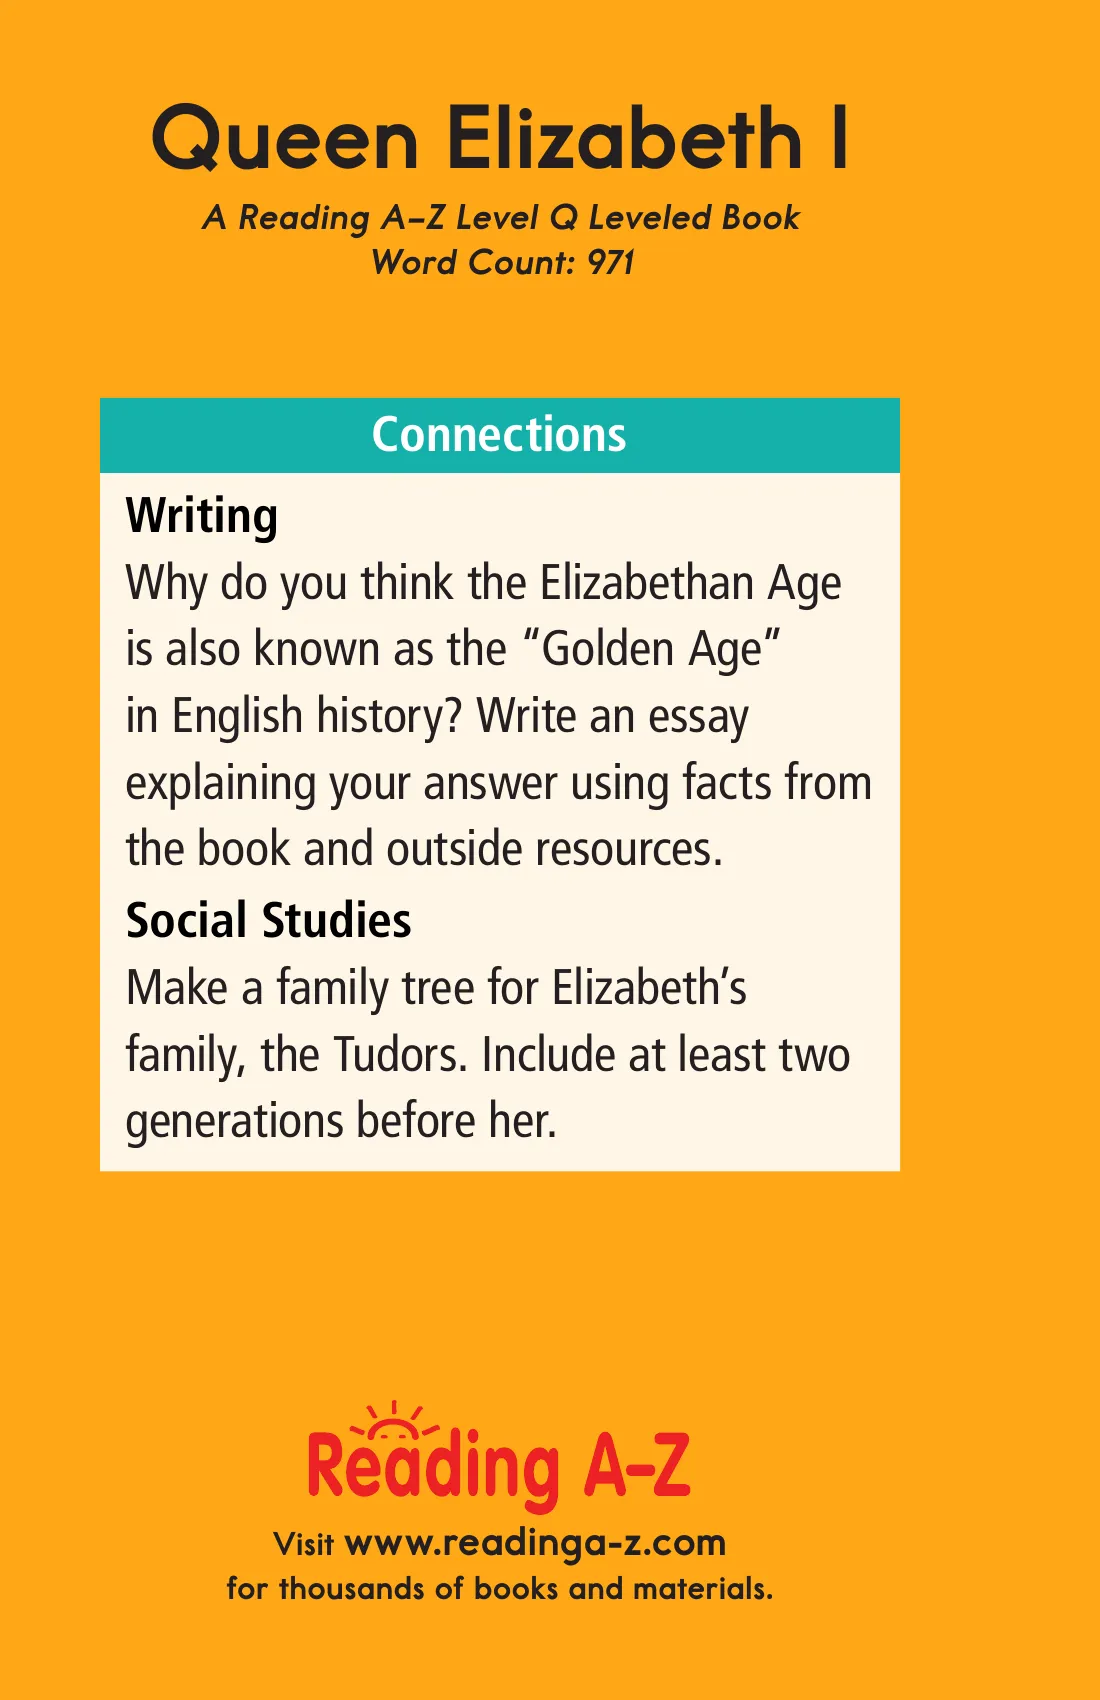 Queen Elizabeth I
A Reading A–Z Level Q Leveled Book
Word Count: 971
Connections
Writing
Why do you think the Elizabethan Age
is also known as the “Golden Age”
in English history? Write an essay
explaining your answer using facts from
the book and outside resources.
Social Studies
Make a family tree for Elizabeth’s
family, the Tudors. Include at least two
generations before her.
Reading A–Z
Visit www.readinga-z.com
for thousands of books and materials.